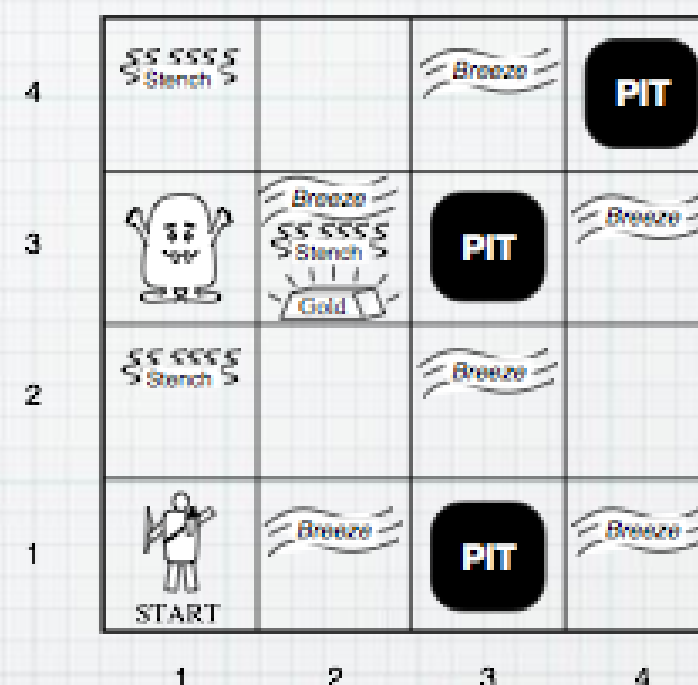 4
Stench
Breeze
PIT
3
Breeze
Stench
Gold
PIT
Breeze
2
Stench
Breeze
1
START
Breeze
PIT
Breeze
1 2 3 4